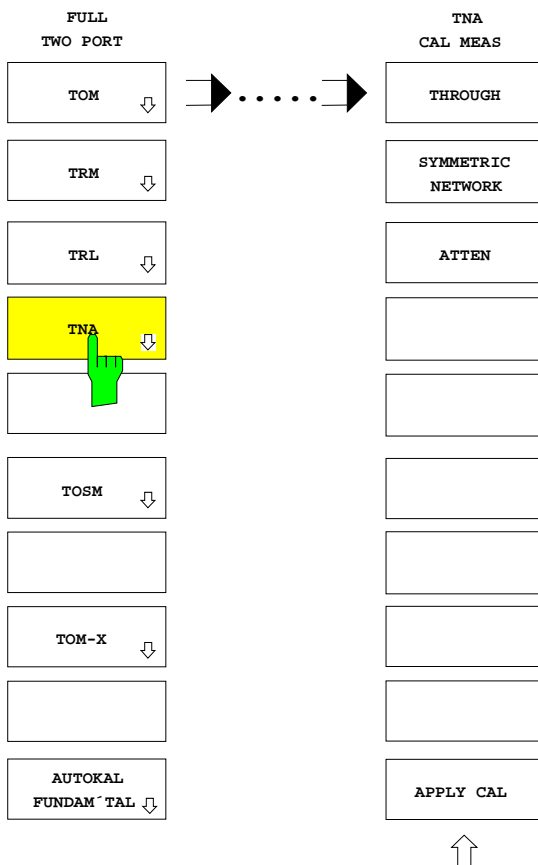 FULL
TWO PORT
TOM
TRM
TRL
TNA
TOSM
TOM-X
AUTOKAL
FUNDAM´TAL
TNA
CAL MEAS
THROUGH
SYMMETRIC
NETWORK
ATTEN
APPLY CAL